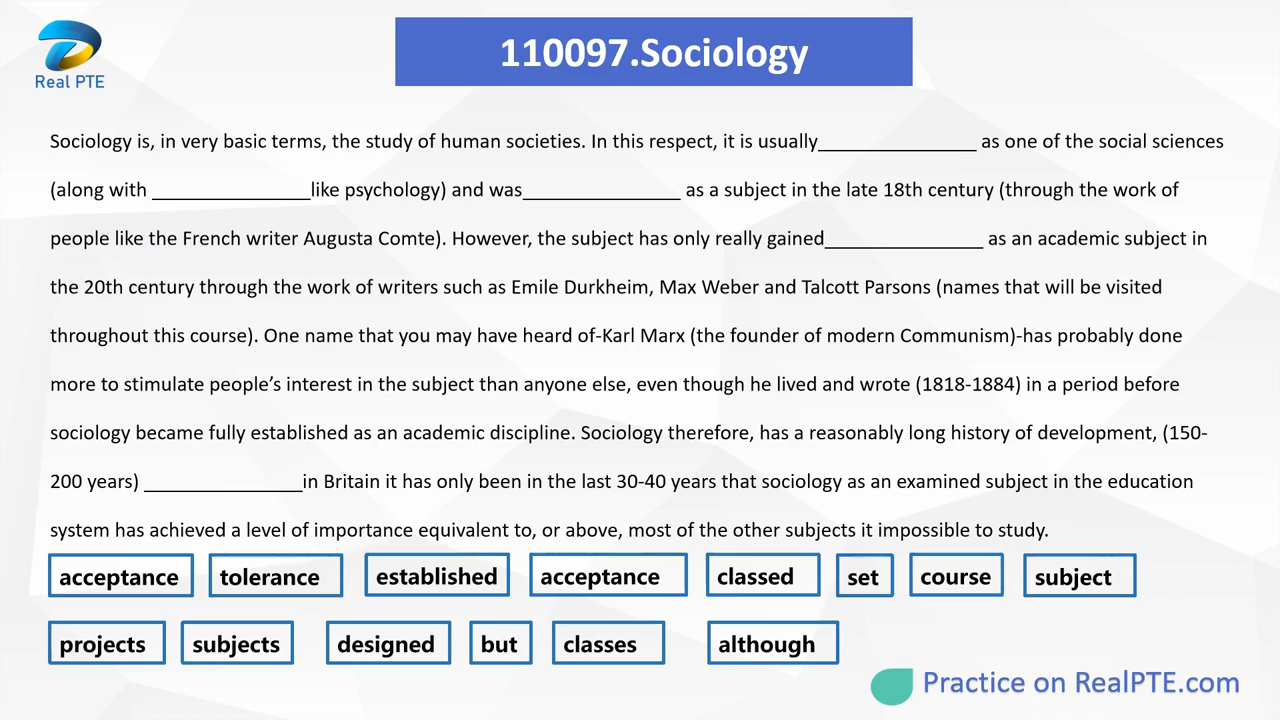 Real PTE
110097.Sociology
Sociology is, in very basic terms, the study of human societies. In this respect, it is usually_______________ as one of the social sciences
(along with _______________like psychology) and was_______________ as a subject in the late 18th century (through the work of
people like the French writer Augusta Comte). However, the subject has only really gained_______________ as an academic subject in
the 20th century through the work of writers such as Emile Durkheim, Max Weber and Talcott Parsons (names that will be visited
throughout this course). One name that you may have heard of-Karl Marx (the founder of modern Communism)-has probably done
more to stimulate people’s interest in the subject than anyone else, even though he lived and wrote (1818-1884) in a period before
sociology became fully established as an academic discipline. Sociology therefore, has a reasonably long history of development, (150-
200 years) _______________in Britain it has only been in the last 30-40 years that sociology as an examined subject in the education
system has achieved a level of importance equivalent to, or above, most of the other subjects it impossible to study.
acceptance tolerance established acceptance classed set course subject
projects subjects designed but classes although
Practice on RealPTE.com